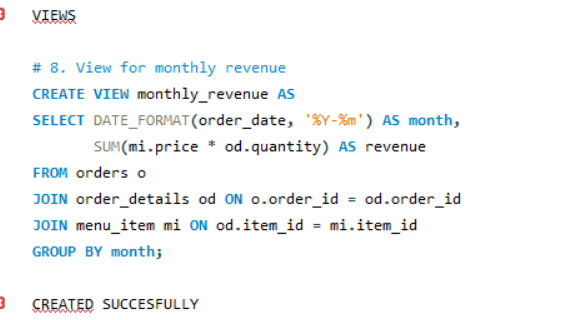 VIEWS
# 8. View for monthly revenue
CREATE VIEW monthly_revenue AS
SELECT DATE_FORMAT(order_date, '%Y-%m') AS month,
SUM(mi.price * od.quantity) AS revenue
FROM orders o
JOIN order_details od ON o.order_id = od.order_id
JOIN menu_item mi ON od.item_id = mi.item_id
GROUP BY month;
CREATED SUCCESFULLY